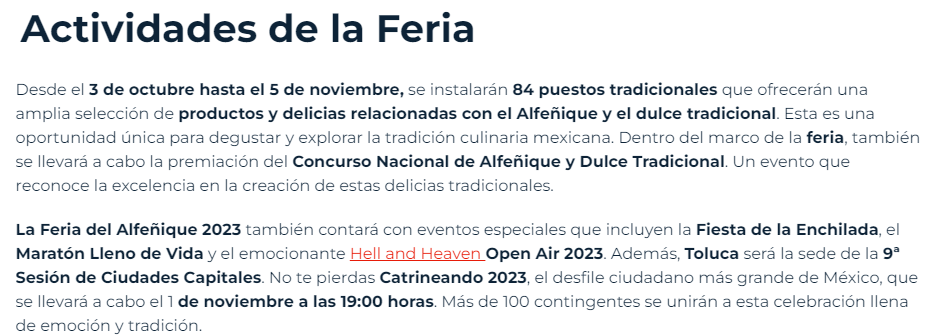 Actividades de la Feria
Desde el 3 de octubre hasta el 5 de noviembre, se instalarán 84 puestos tradicionales que ofrecerán una
amplia selección de productos y delicias relacionadas con el Alfeñique y el dulce tradicional. Esta es una
oportunidad única para degustar y explorar la tradición culinaria mexicana. Dentro del marco de la feria, también
se llevará a cabo la premiación del Concurso Nacional de Alfeñique y Dulce Tradicional. Un evento que
reconoce la excelencia en la creación de estas delicias tradicionales.
La Feria del Alfeñique 2023 también contará con eventos especiales que incluyen la Fiesta de la Enchilada, el
Maratón Lleno de Vida y el emocionante Hell and Heaven Open Air 2023. Además, Toluca será la sede de la 9ª
Sesión de Ciudades Capitales. No te pierdas Catrineando 2023, el desfile ciudadano más grande de México, que
se llevará a cabo el 1 de noviembre a las 19:00 horas. Más de 100 contingentes se unirán a esta celebración llena
de emoción y tradición.